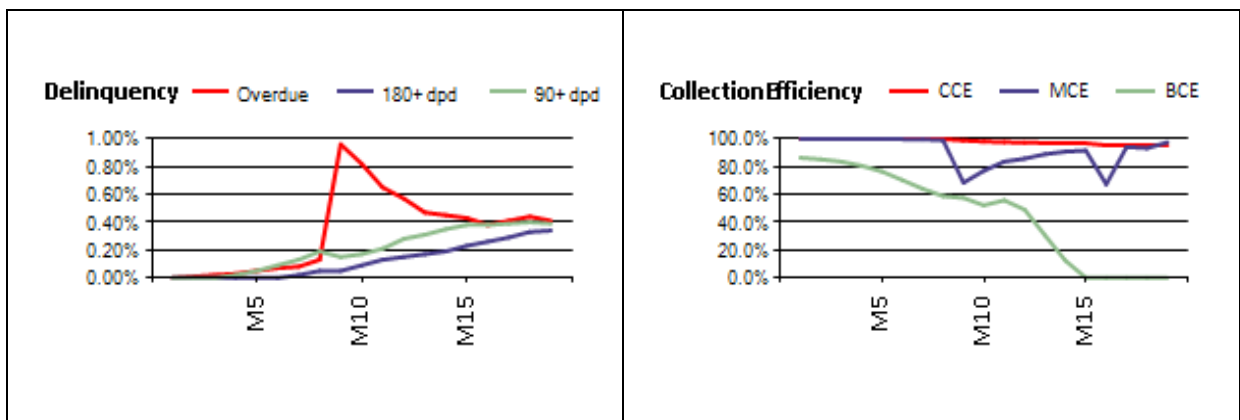 Delinquency Overdue 180+ dpd 90+ dpd
1.00%
0.80%
0.60%
0.40%
0.20%
0.00%
M5
M10
M15
Collection Efficiency CCE MCE BCE
100.0%
80.0%
60.0%
40.0%
20.0%
0.0%
M5
M10
M15